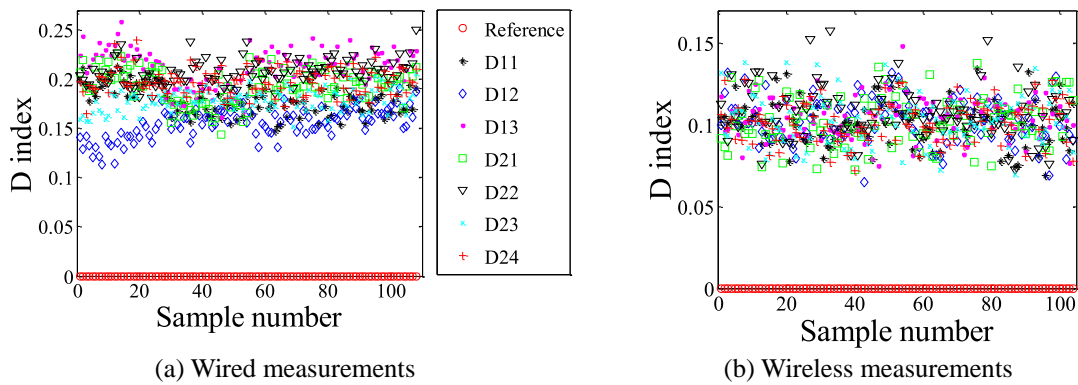 0.25
0.2
0.15
0.1
0.05
0
D index
0 20 40 60 80 100
Sample number
(a) Wired measurements
Reference
D11
D12
D13
D21
D22
D23
D24
0.15
0.1
0.05
0
D index
0 20 40 60 80 100
Sample number
(b) Wireless measurements